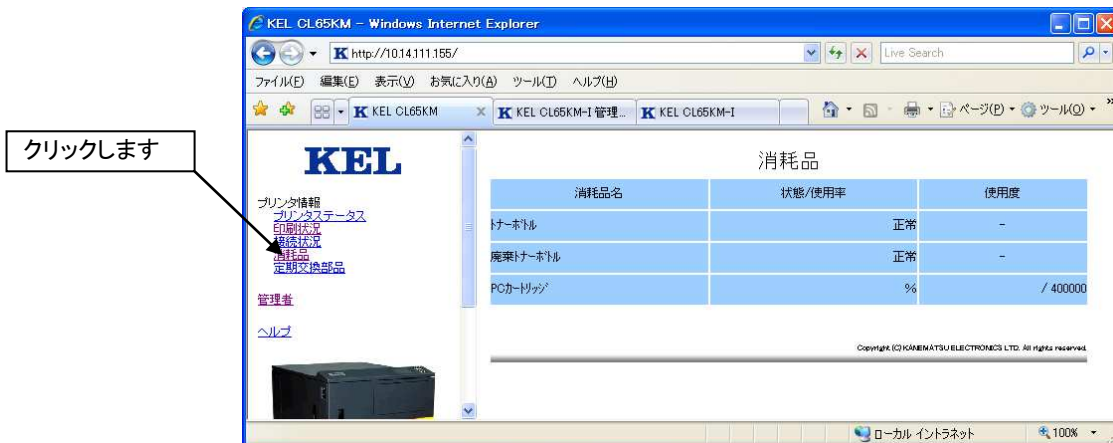 KEL CL65KM - Windows Internet Explorer
http://10.14.111.155/
Live Search
ファイル(F) 編集(E) 表示(V) お気に入り(A) ツール(T) ヘルプ(H)
KEL CL65KM
KEL CL65KM-I 管理...
KEL CL65KM-I
ページ(P)
ツール(O)
クリックします
KEL
プリンタ情報
プリンタステータス
印刷状況
接続状況
消耗品
定期交換部品
管理者
ヘルプ
消耗品
消耗品名 状態/使用率 使用度
トナーボトル 正常 -
廃棄トナーボトル 正常 -
PCカートリッジ % / 400000
Copyright (C) KANEMATSU ELECTRONICS LTD. All rights reserved.
ローカル イントラネット
100%